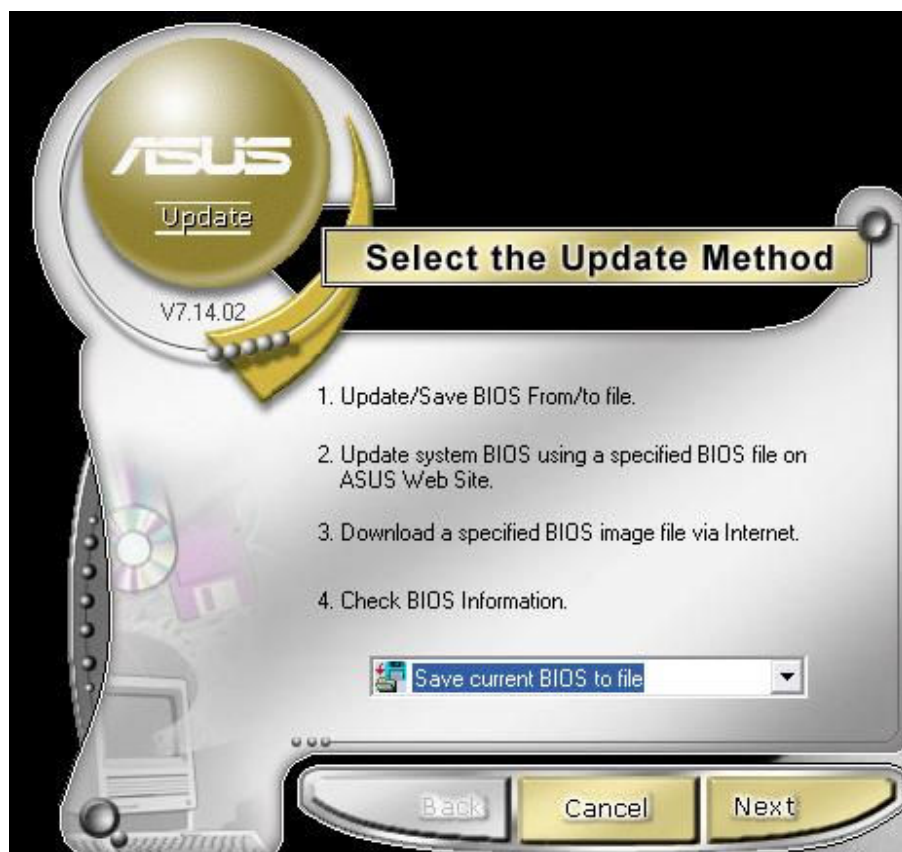 ASUS
Update
V7.14.02
Select the Update Method
1. Update/Save BIOS From/to file.
2. Update system BIOS using a specified BIOS file on
ASUS Web Site.
3. Download a specified BIOS image file via Internet.
4. Check BIOS Information.
Save current BIOS to file
Back
Cancel
Next